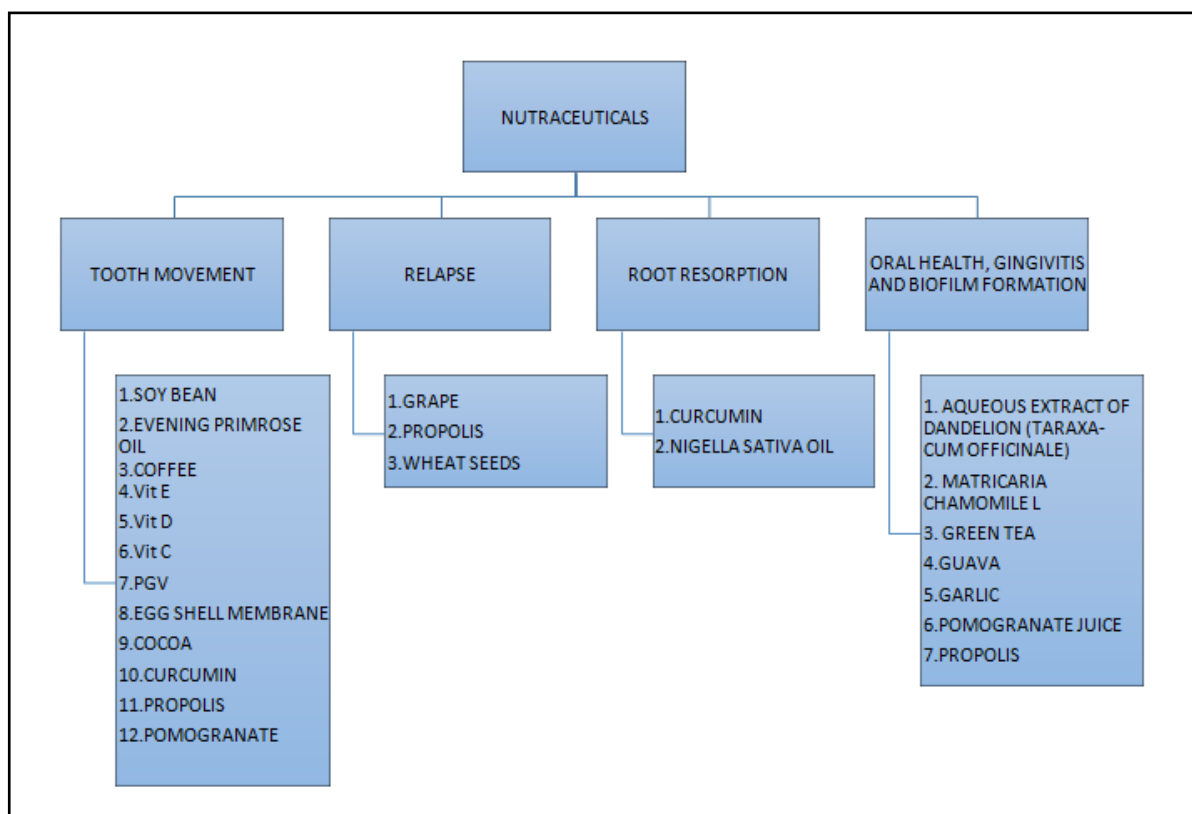 NUTRACEUTICALS
TOOTH MOVEMENT
RELAPSE
ROOT RESORPTION
ORAL HEALTH, GINGIVITIS
AND BIOFILM FORMATION
1.SOY BEAN
2.EVENING PRIMROSE
OIL
3.COFFEE
4.Vit E
5.Vit D
6.Vit C
7.PGV
8.EGG SHELL MEMBRANE
9.COCOA
10.CURCUMIN
11.PROPOLIS
12.POMOGRANATE
1.GRAPE
2.PROPOLIS
3.WHEAT SEEDS
1.CURCUMIN
2.NIGELLA SATIVA OIL
1. AQUEOUS EXTRACT OF
DANDELION (TARAXA-
CUM OFFICINALE)
2. MATRICARIA
CHAMOMILE L
3. GREEN TEA
4.GUAVA
5.GARLIC
6.POMOGRANATE JUICE
7.PROPOLIS